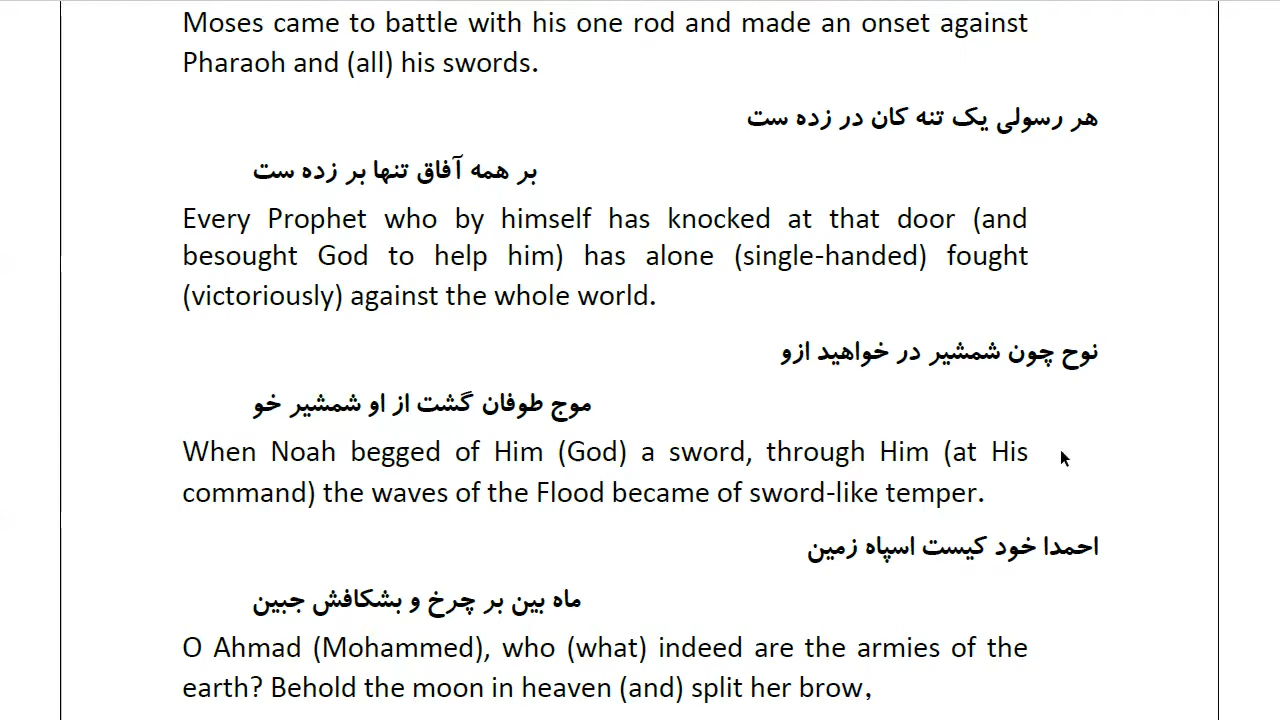 Moses came to battle with his one rod and made an onset against
Pharaoh and (all) his swords.
هر رسولی یک تنه کان در زده ست
بر همه آفاق تنها بر زده ست
Every Prophet who by himself has knocked at that door (and
besought God to help him) has alone (single-handed) fought
(victoriously) against the whole world.
نوح چون شمشیر در خواهید ازو
موج طوفان گشت از او شمشیر خو
When Noah begged of Him (God) a sword, through Him (at His
command) the waves of the Flood became of sword-like temper.
احمدا خود کیست اسپاه زمین
ماه بین بر چرخ و بشکافش جبین
O Ahmad (Mohammed), who (what) indeed are the armies of the
earth? Behold the moon in heaven (and) split her brow,